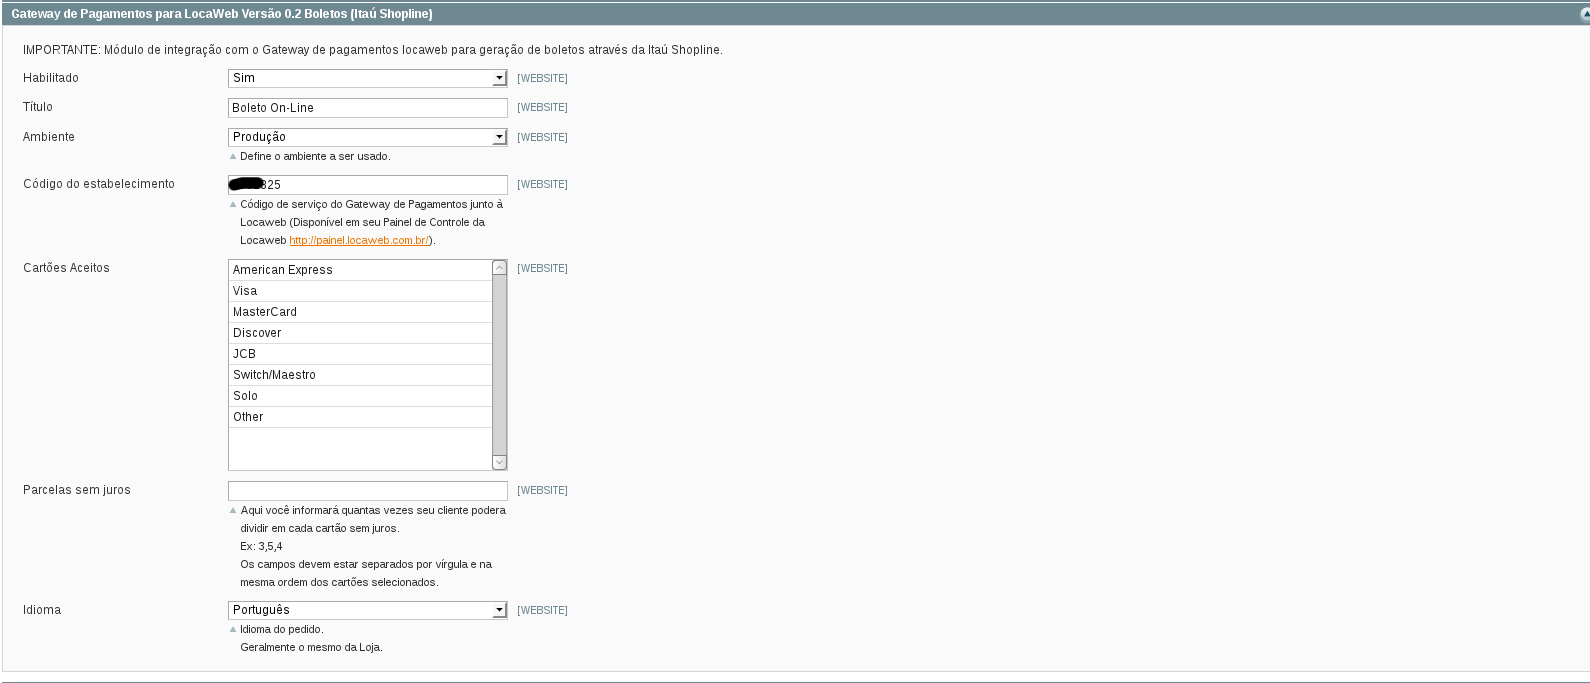 Gateway de Pagamentos para LocaWeb Versão 0.2 Boletos (Itaú Shopline)
IMPORTANTE: Módulo de integração com o Gateway de pagamentos locaweb para geração de boletos através da Itaú Shopline.
Habilitado Sim [WEBSITE]
Título Boleto On-Line [WEBSITE]
Ambiente Produção [WEBSITE]
Define o ambiente a ser usado.
Código do estabelecimento 325 [WEBSITE]
Código de serviço do Gateway de Pagamentos junto à
Locaweb (Disponível em seu Painel de Controle da
Locaweb http://painel.locaweb.com.br/).
Cartões Aceitos American Express [WEBSITE]
Visa
MasterCard
Discover
JCB
Switch/Maestro
Solo
Other
Parcelas sem juros [WEBSITE]
Aqui você informará quantas vezes seu cliente podera
dividir em cada cartão sem juros.
Ex: 3,5,4
Os campos devem estar separados por vírgula e na
mesma ordem dos cartões selecionados.
Idioma Português [WEBSITE]
Idioma do pedido.
Geralmente o mesmo da Loja.